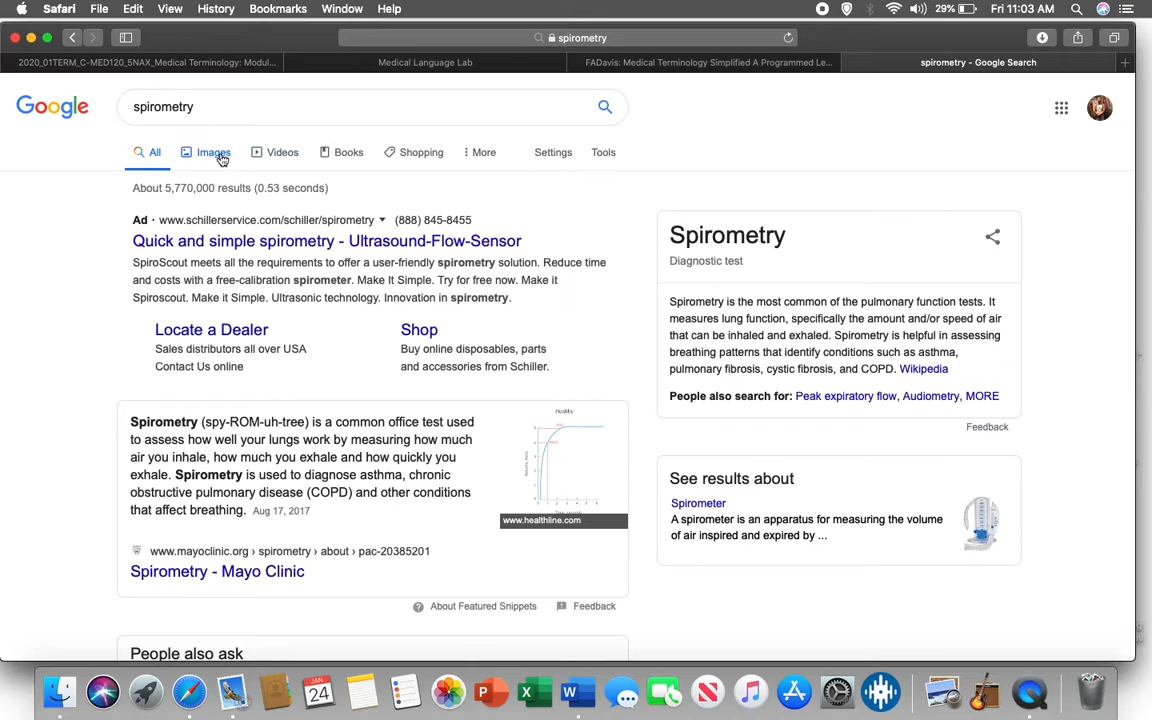 Safari File Edit View History Bookmarks Window Help 29% Fri 11:03 AM
spirometry
2020_01TERM_C-MED120_5NAX_Medical Terminology: Modul... Medical Language Lab FADavis: Medical Terminology Simplified A Programmed Le... spirometry - Google Search
Google spirometry
All Images Videos Books Shopping More Settings Tools
About 5,770,000 results (0.53 seconds)
Ad · www.schillerservice.com/schiller/spirometry (888) 845-8455
Quick and simple spirometry - Ultrasound-Flow-Sensor
SpiroScout meets all the requirements to offer a user-friendly spirometry solution. Reduce time
and costs with a free-calibration spirometer. Make It Simple. Try for free now. Make it
Spiroscout. Make it Simple. Ultrasonic technology. Innovation in spirometry.
Locate a Dealer
Sales distributors all over USA
Contact Us online
Shop
Buy online disposables, parts
and accessories from Schiller.
Spirometry (spy-ROM-uh-tree) is a common office test used
to assess how well your lungs work by measuring how much
air you inhale, how much you exhale and how quickly you
exhale. Spirometry is used to diagnose asthma, chronic
obstructive pulmonary disease (COPD) and other conditions
that affect breathing. Aug 17, 2017
Healthy
www.healthline.com
www.mayoclinic.org › spirometry › about › pac-20385201
Spirometry - Mayo Clinic
About Featured Snippets Feedback
People also ask
Spirometry
Diagnostic test
Spirometry is the most common of the pulmonary function tests. It
measures lung function, specifically the amount and/or speed of air
that can be inhaled and exhaled. Spirometry is helpful in assessing
breathing patterns that identify conditions such as asthma,
pulmonary fibrosis, cystic fibrosis, and COPD. Wikipedia
People also search for: Peak expiratory flow, Audiometry, MORE
Feedback
See results about
Spirometer
A spirometer is an apparatus for measuring the volume
of air inspired and expired by ...
JAN
24
P X W